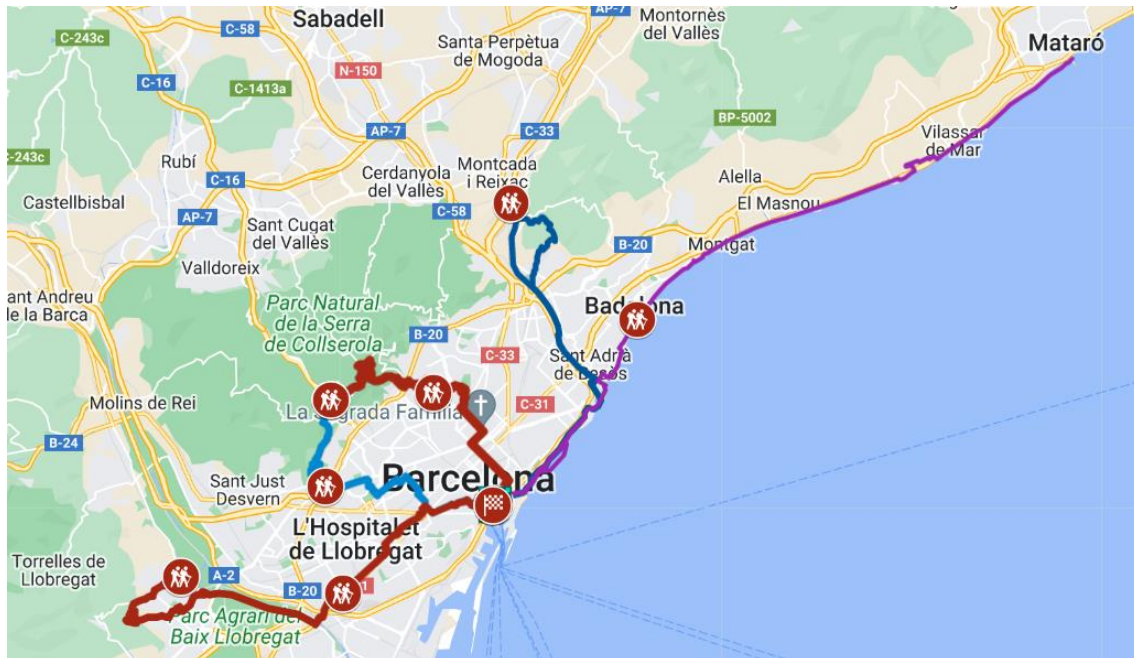 Sabadell
AP-7
Montornès
del Vallès
C-243c
C-58
Santa Perpètua
de Mogoda
Mataró
N-150
C-16
C-1413a
C-33
BP-5002
AP-7
Vilassar
de Mar
C-243c
Rubí
Cerdanyola
del Vallès
Montcada
i Reixac
Alella
C-16
Castellbisbal
El Masnou
AP-7
Sant Cugat
del Vallès
C-58
B-20
Montgat
Valldoreix
Sant Andreu
de la Barca
Parc Natural
de la Serra
de Collserola
Badalona
B-20
C-33
Sant Adrià
de Besòs
Molins de Rei
La Sagrada Família
C-31
B-24
Sant Just
Desvern
Barcelona
L'Hospitalet
de Llobregat
Torrelles de
Llobregat
A-2
B-20
Parc Agrari del
Baix Llobregat